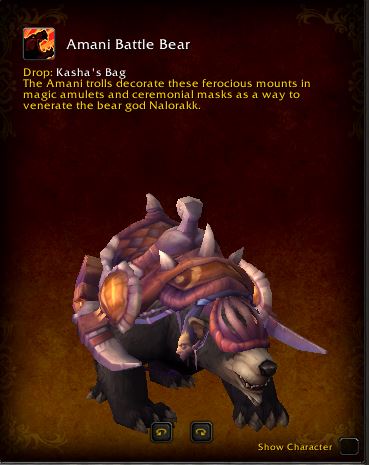 Amani Battle Bear
Drop: Kasha's Bag
The Amani trolls decorate these ferocious mounts in
magic amulets and ceremonial masks as a way to
venerate the bear god Nalorakk.
Show Character